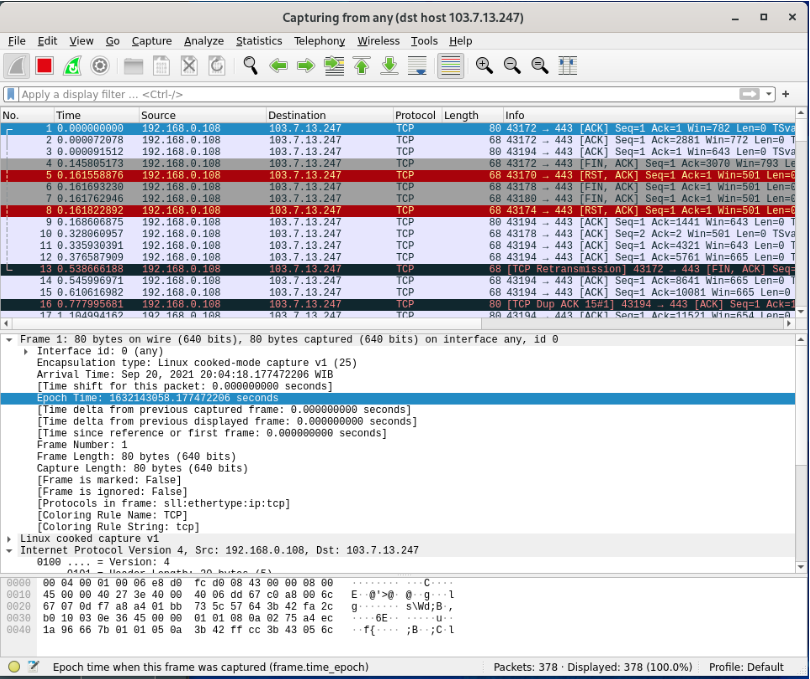 Capturing from any (dst host 103.7.13.247)
File Edit View Go Capture Analyze Statistics Telephony Wireless Tools Help
Apply a display filter ... <Ctrl-/>
No. Time Source Destination Protocol Length Info
1 0.000000000 192.168.0.108 103.7.13.247 TCP 80 43172 → 443 [ACK] Seq=1 Ack=1 Win=782 Len=0 TSva
2 0.000072078 192.168.0.108 103.7.13.247 TCP 80 43172 → 443 [ACK] Seq=1 Ack=2881 Win=772 Len=0 T
3 0.000091512 192.168.0.108 103.7.13.247 TCP 80 43194 → 443 [ACK] Seq=1 Ack=1 Win=643 Len=0 TSva
4 0.145805173 192.168.0.108 103.7.13.247 TCP 68 43172 → 443 [FIN, ACK] Seq=1 Ack=3070 Win=793 Le
5 0.161558876 192.168.0.108 103.7.13.247 TCP 68 43170 → 443 [RST, ACK] Seq=1 Ack=1 Win=501 Len=0
6 0.161693230 192.168.0.108 103.7.13.247 TCP 68 43178 → 443 [FIN, ACK] Seq=1 Ack=1 Win=501 Len=0
7 0.161762946 192.168.0.108 103.7.13.247 TCP 68 43180 → 443 [FIN, ACK] Seq=1 Ack=1 Win=501 Len=0
8 0.161822892 192.168.0.108 103.7.13.247 TCP 68 43174 → 443 [RST, ACK] Seq=1 Ack=1 Win=501 Len=0
9 0.168606875 192.168.0.108 103.7.13.247 TCP 80 43194 → 443 [ACK] Seq=1 Ack=1441 Win=643 Len=0 T
10 0.328060957 192.168.0.108 103.7.13.247 TCP 68 43178 → 443 [ACK] Seq=2 Ack=2 Win=501 Len=0 TSva
11 0.335930391 192.168.0.108 103.7.13.247 TCP 68 43194 → 443 [ACK] Seq=1 Ack=4321 Win=643 Len=0 T
12 0.376587909 192.168.0.108 103.7.13.247 TCP 68 43194 → 443 [ACK] Seq=1 Ack=5761 Win=665 Len=0 T
13 0.538666188 192.168.0.108 103.7.13.247 TCP 68 [TCP Retransmission] 43172 → 443 [FIN, ACK] Seq=
14 0.545996971 192.168.0.108 103.7.13.247 TCP 68 43194 → 443 [ACK] Seq=1 Ack=8641 Win=665 Len=0 T
15 0.610616982 192.168.0.108 103.7.13.247 TCP 68 43194 → 443 [ACK] Seq=1 Ack=10081 Win=665 Len=0
16 0.777995681 192.168.0.108 103.7.13.247 TCP 80 [TCP Dup ACK 15#1] 43194 → 443 [ACK] Seq=1 Ack=1
17 1.104994162 192.168.0.108 103.7.13.247 TCP 68 43194 → 443 [ACK] Seq=1 Ack=11521 Win=654 Len=0
Frame 1: 80 bytes on wire (640 bits), 80 bytes captured (640 bits) on interface any, id 0
Interface id: 0 (any)
Encapsulation type: Linux cooked-mode capture v1 (25)
Arrival Time: Sep 20, 2021 20:04:18.177472206 WIB
[Time shift for this packet: 0.000000000 seconds]
Epoch Time: 1632143058.177472206 seconds
[Time delta from previous captured frame: 0.000000000 seconds]
[Time delta from previous displayed frame: 0.000000000 seconds]
[Time since reference or first frame: 0.000000000 seconds]
Frame Number: 1
Frame Length: 80 bytes (640 bits)
Capture Length: 80 bytes (640 bits)
[Frame is marked: False]
[Frame is ignored: False]
[Protocols in frame: sll:ethertype:ip:tcp]
[Coloring Rule Name: TCP]
[Coloring Rule String: tcp]
Linux cooked capture v1
Internet Protocol Version 4, Src: 192.168.0.108, Dst: 103.7.13.247
0100 .... = Version: 4
.... 0101 = Header Length: 20 bytes (5)
0000 00 04 00 01 00 06 e8 d0 fc d0 08 43 00 00 08 00 ········ ···C····
0010 45 00 00 40 27 3e 40 00 40 06 dd 67 c0 a8 00 6c E··@'>@· @··g···l
0020 67 07 0d f7 a8 a4 01 bb 73 5c 57 64 3b 42 fa 2c g······· s\Wd;B·,
0030 b0 10 03 0e 36 45 00 00 01 01 08 0a 02 75 a4 ec ····6E·· ·····u··
0040 1a 96 66 7b 01 01 05 0a 3b 42 ff cc 3b 43 05 6c ··f{···· ;B··;C·l
Epoch time when this frame was captured (frame.time_epoch) Packets: 378 · Displayed: 378 (100.0%) Profile: Default